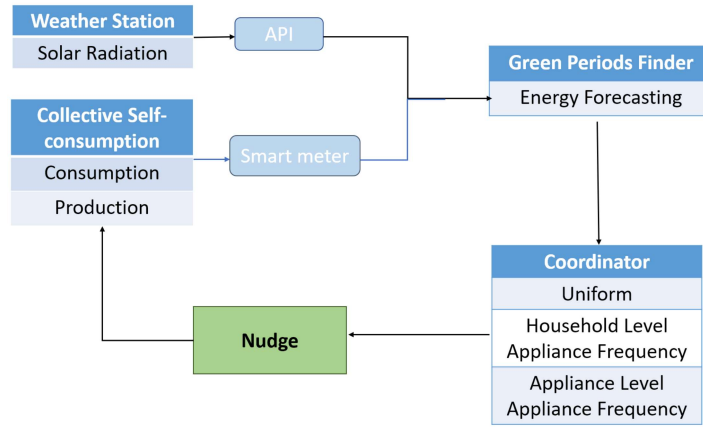 Weather Station
Solar Radiation
API
Green Periods Finder
Energy Forecasting
Collective Self-
consumption
Consumption
Production
Smart meter
Coordinator
Uniform
Household Level
Appliance Frequency
Appliance Level
Appliance Frequency
Nudge